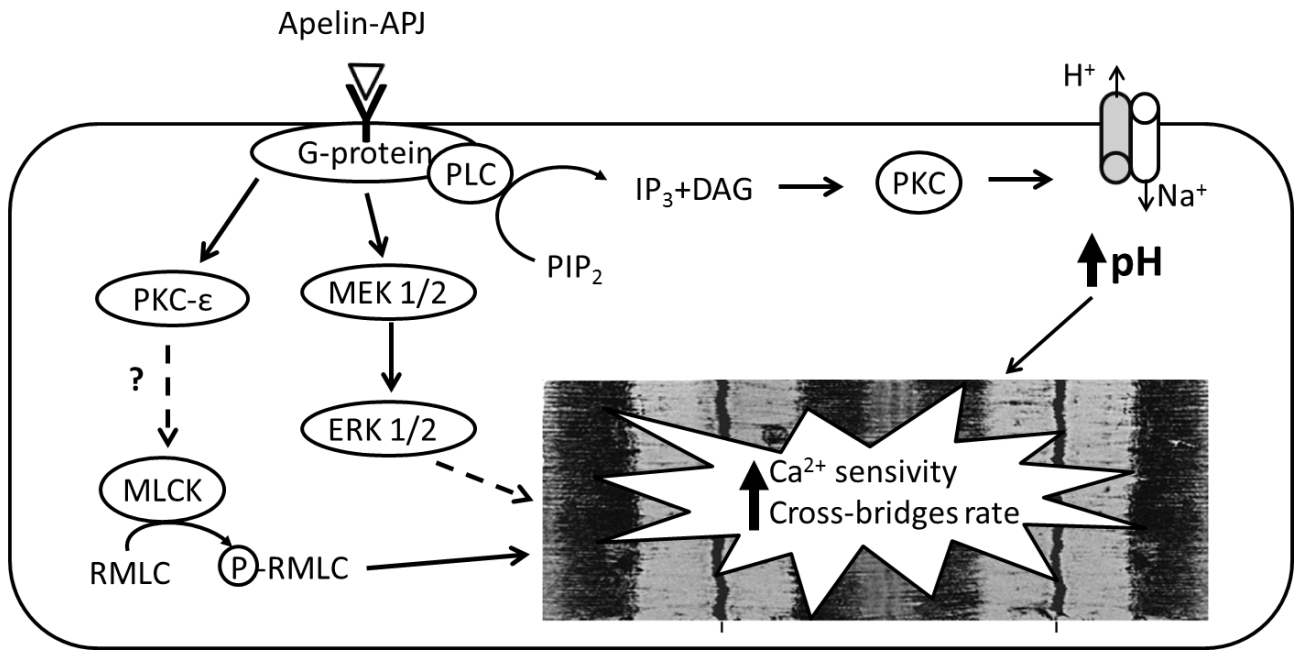 Apelin-APJ
H⁺
G-protein
PLC
IP₃+DAG
PKC
Na⁺
PIP₂
pH
PKC-ε
MEK 1/2
?
ERK 1/2
MLCK
Ca²⁺ sensivity
Cross-bridges rate
RMLC
P-RMLC